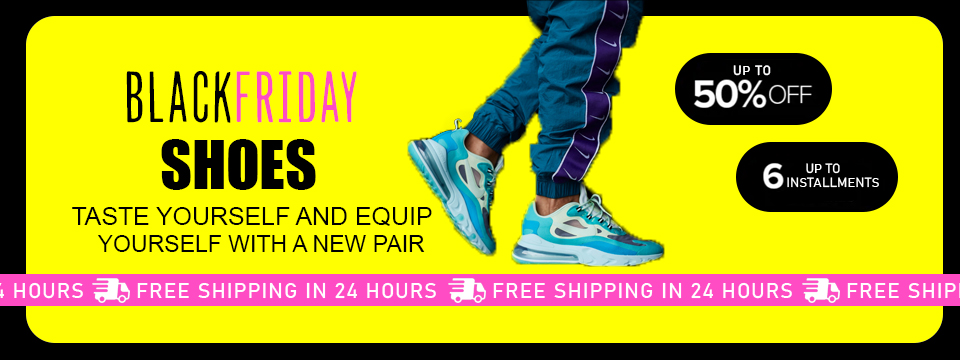 BLACKFRIDAY
SHOES
TASTE YOURSELF AND EQUIP
YOURSELF WITH A NEW PAIR
UP TO
50% OFF
6 UP TO
INSTALLMENTS
4 HOURS FREE SHIPPING IN 24 HOURS FREE SHIPPING IN 24 HOURS FREE SHIP